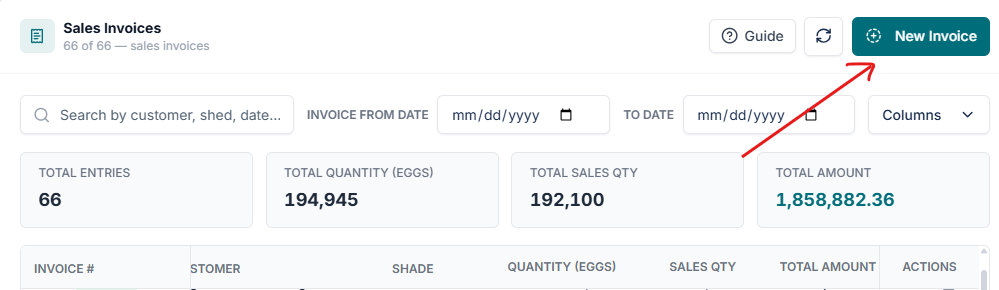 Sales Invoices
66 of 66 — sales invoices
Guide
New Invoice
Search by customer, shed, date...
INVOICE FROM DATE
mm/dd/yyyy
TO DATE
mm/dd/yyyy
Columns
TOTAL ENTRIES
66
TOTAL QUANTITY (EGGS)
194,945
TOTAL SALES QTY
192,100
TOTAL AMOUNT
1,858,882.36
INVOICE # STOMER SHADE QUANTITY (EGGS) SALES QTY TOTAL AMOUNT ACTIONS